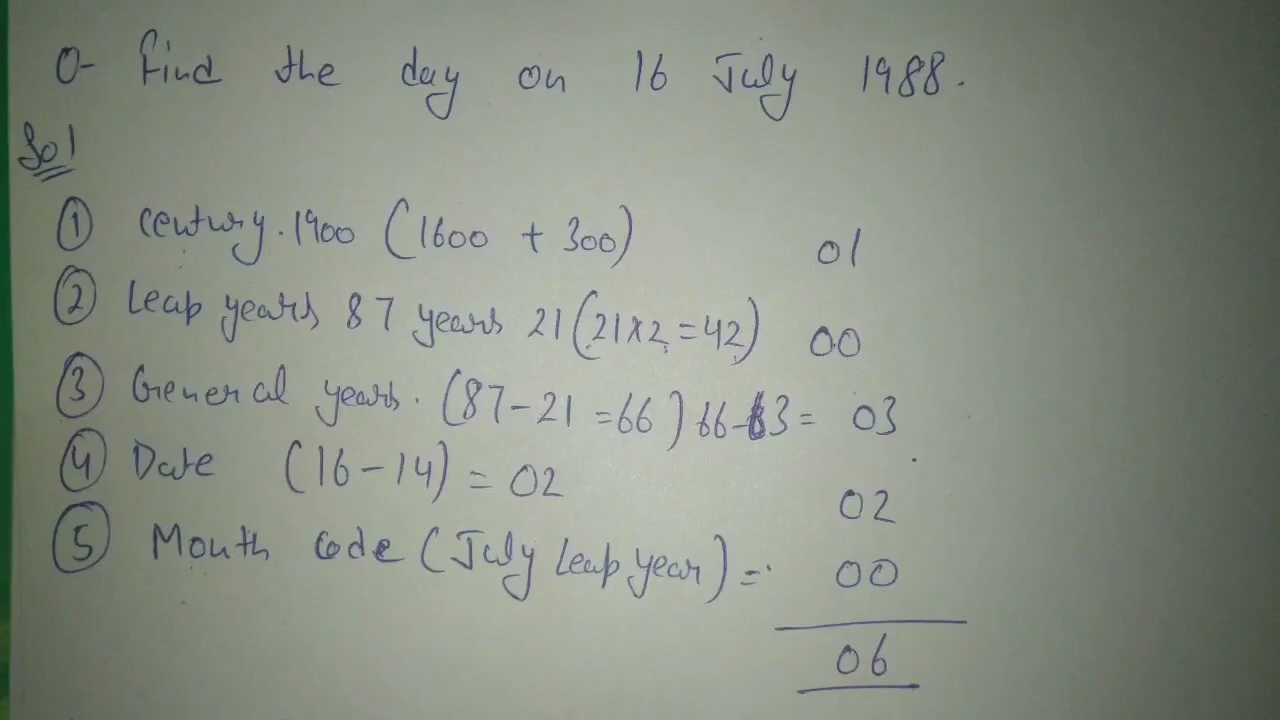 Q- Find the day on 16 July 1988.
Sol
① Century. 1900 (1600 + 300) 01
② Leap years 87 years 21 (21x2 = 42) 00
③ General years. (87-21 = 66) 66-63 = 03
④ Date (16-14) = 02 02
⑤ Month code (July Leap year) = 00
06